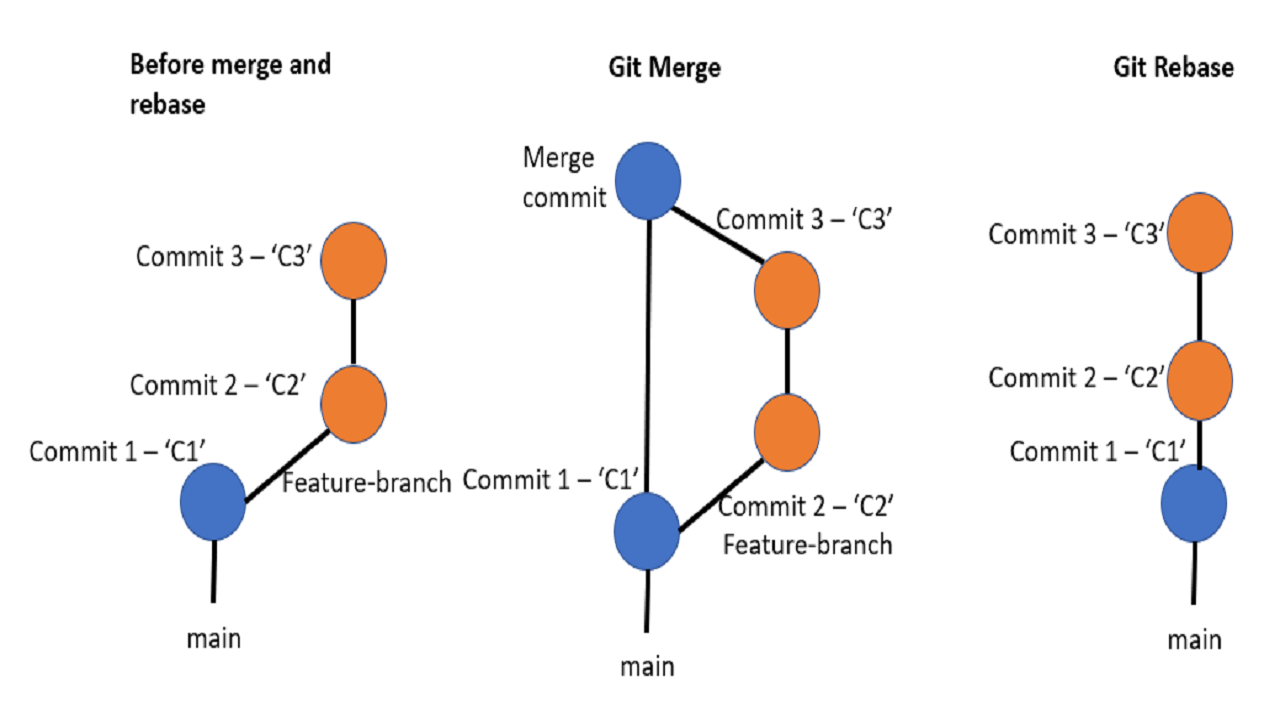 Before merge and
rebase
Commit 3 – ‘C3’
Commit 2 – ‘C2’
Commit 1 – ‘C1’
Feature-branch
main
Git Merge
Merge
commit
Commit 3 – ‘C3’
Commit 1 – ‘C1’
Commit 2 – ‘C2’
Feature-branch
main
Git Rebase
Commit 3 – ‘C3’
Commit 2 – ‘C2’
Commit 1 – ‘C1’
main